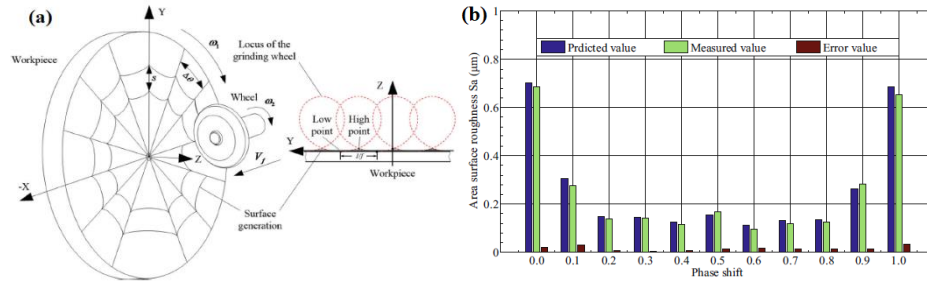 (a)
Y
Workpiece
ω₁
Locus of the
grinding wheel
s
Δθ
Wheel
ω₂
Z
Vf
-X
Surface
generation
Z
Low
point
High
point
Y
Workpiece
(b)
Prdicted value
Measured value
Error value
Area surface roughness Sa (μm)
1
0.8
0.6
0.4
0.2
0
0.0 0.1 0.2 0.3 0.4 0.5 0.6 0.7 0.8 0.9 1.0
Phase shift